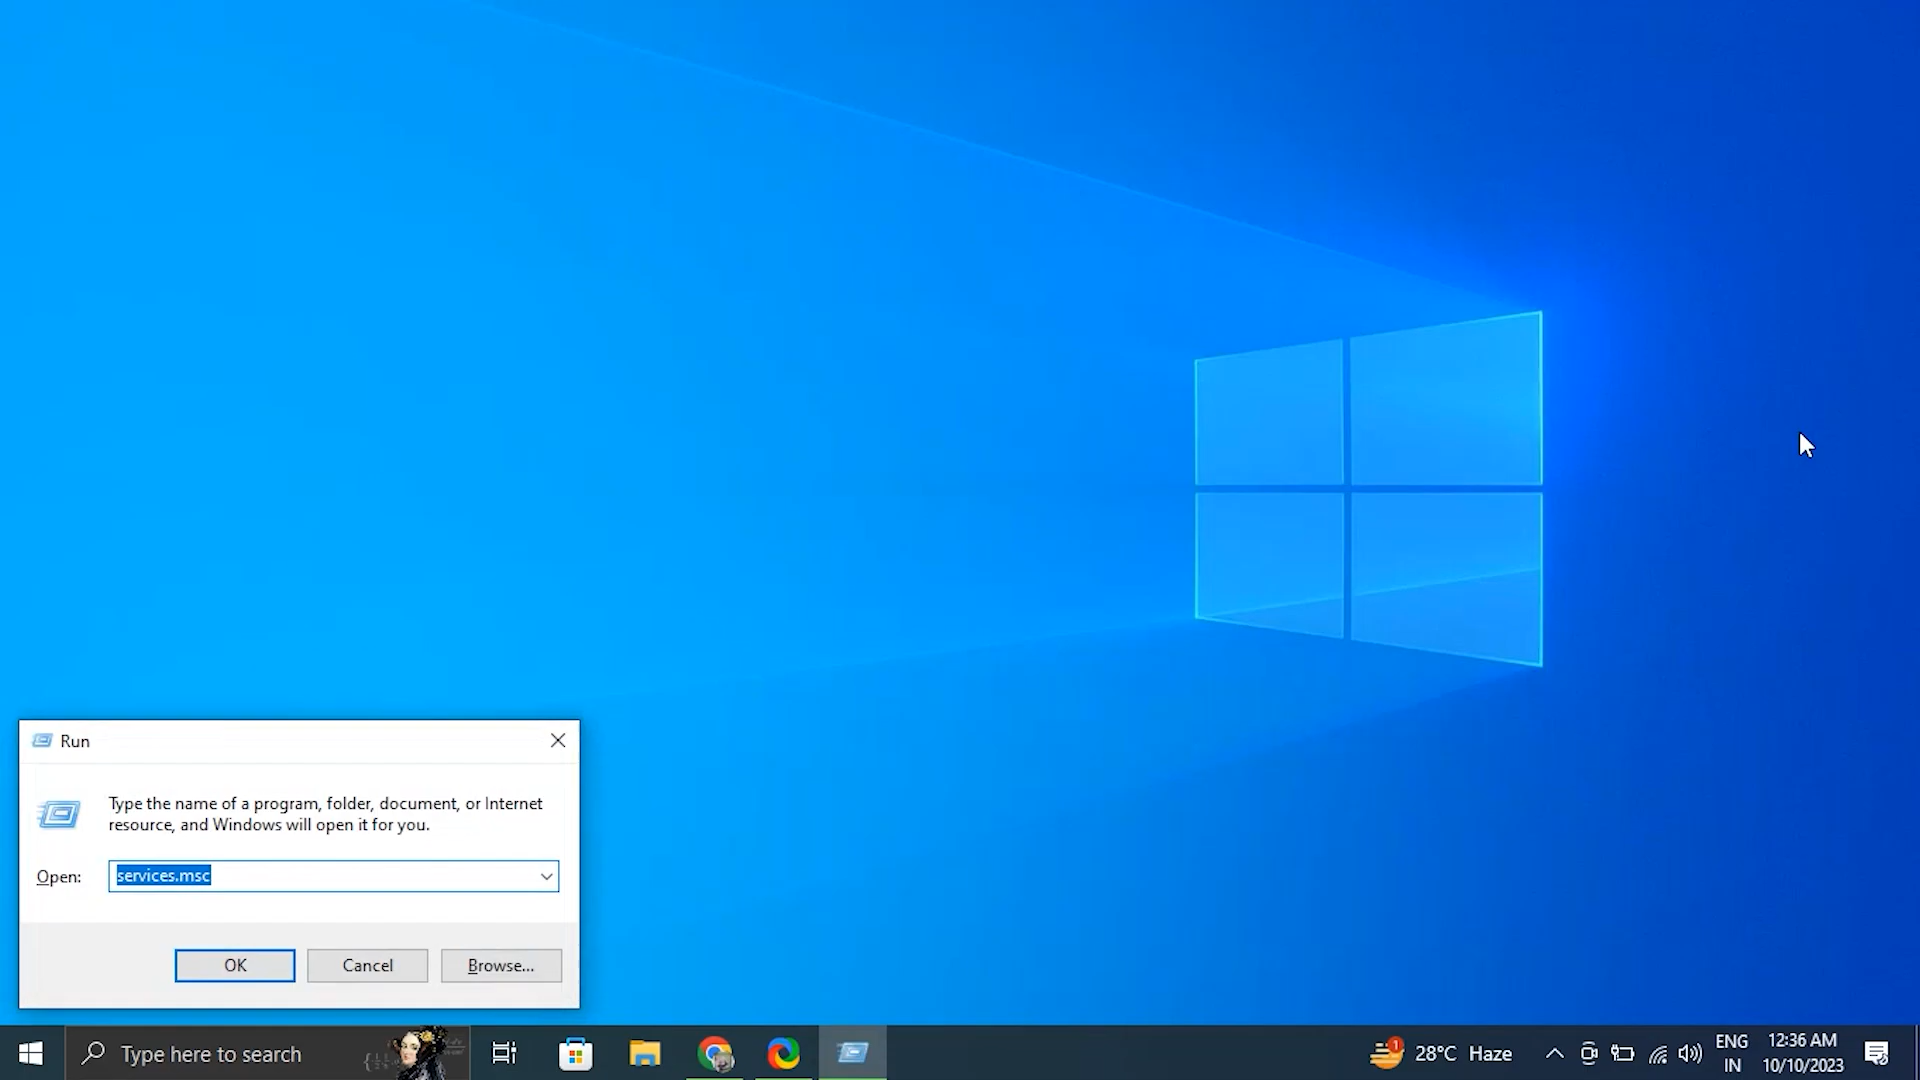 Run
Type the name of a program, folder, document, or Internet
resource, and Windows will open it for you.
Open: services.msc
OK Cancel Browse...
Type here to search
1 28°C Haze ENG 12:36 AM
IN 10/10/2023